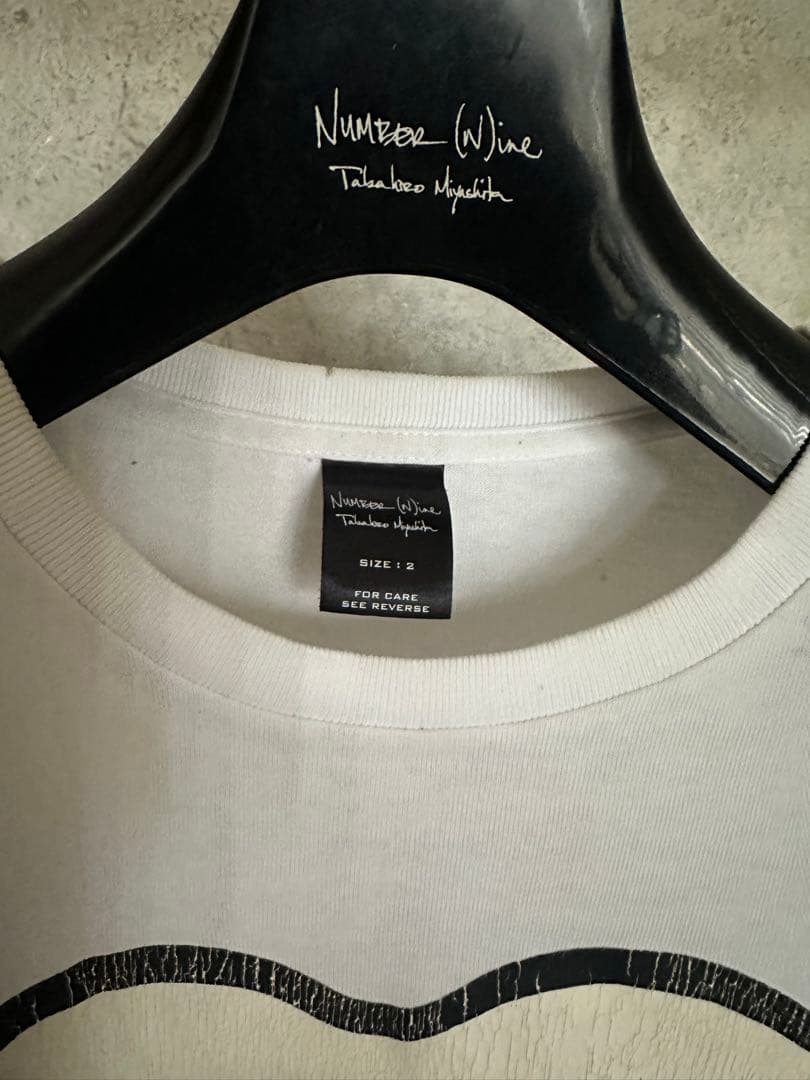 NUMBER (N)ine
Takahiro Miyashita
NUMBER (N)ine
Takahiro Miyashita
SIZE : 2
FOR CARE
SEE REVERSE